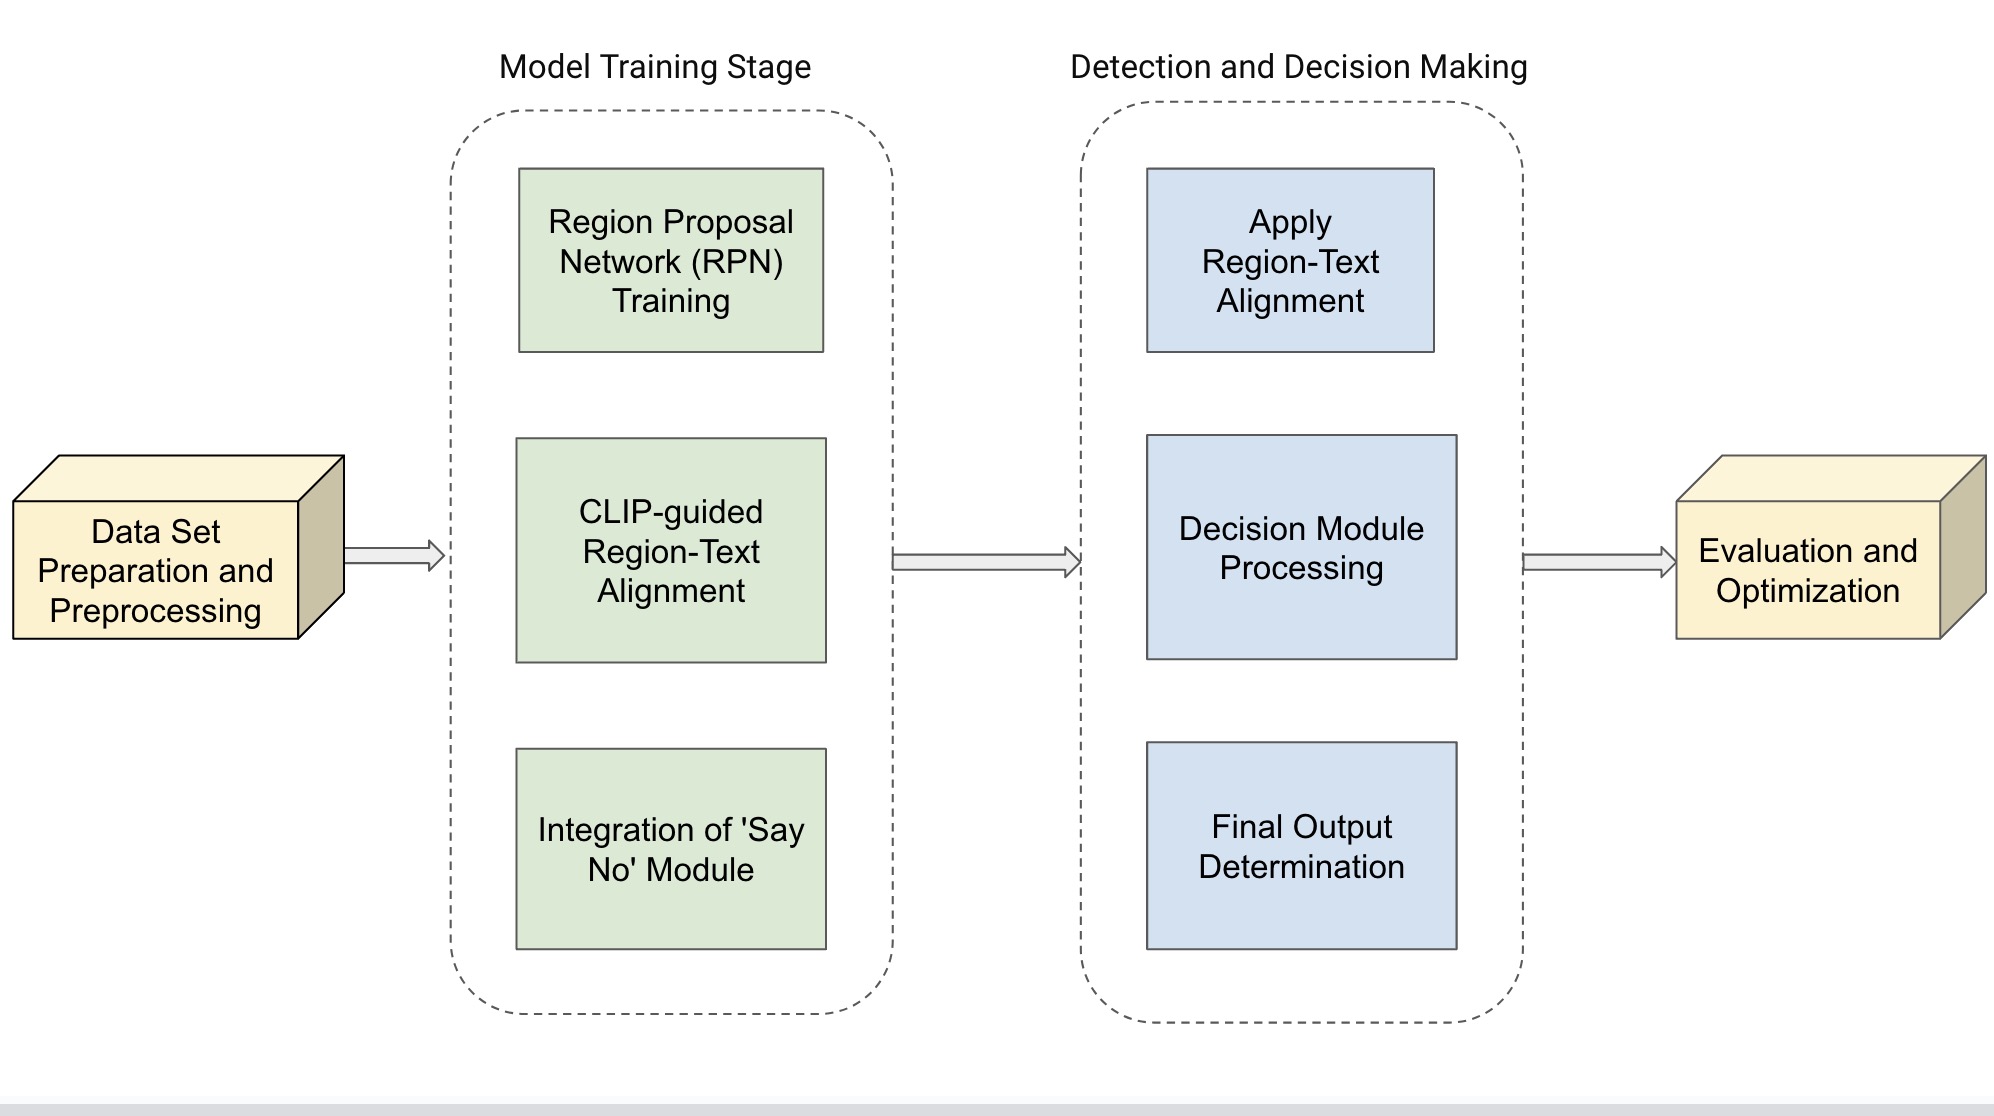 Model Training Stage
Detection and Decision Making
Region Proposal
Network (RPN)
Training
Apply
Region-Text
Alignment
Data Set
Preparation and
Preprocessing
CLIP-guided
Region-Text
Alignment
Decision Module
Processing
Evaluation and
Optimization
Integration of 'Say
No' Module
Final Output
Determination